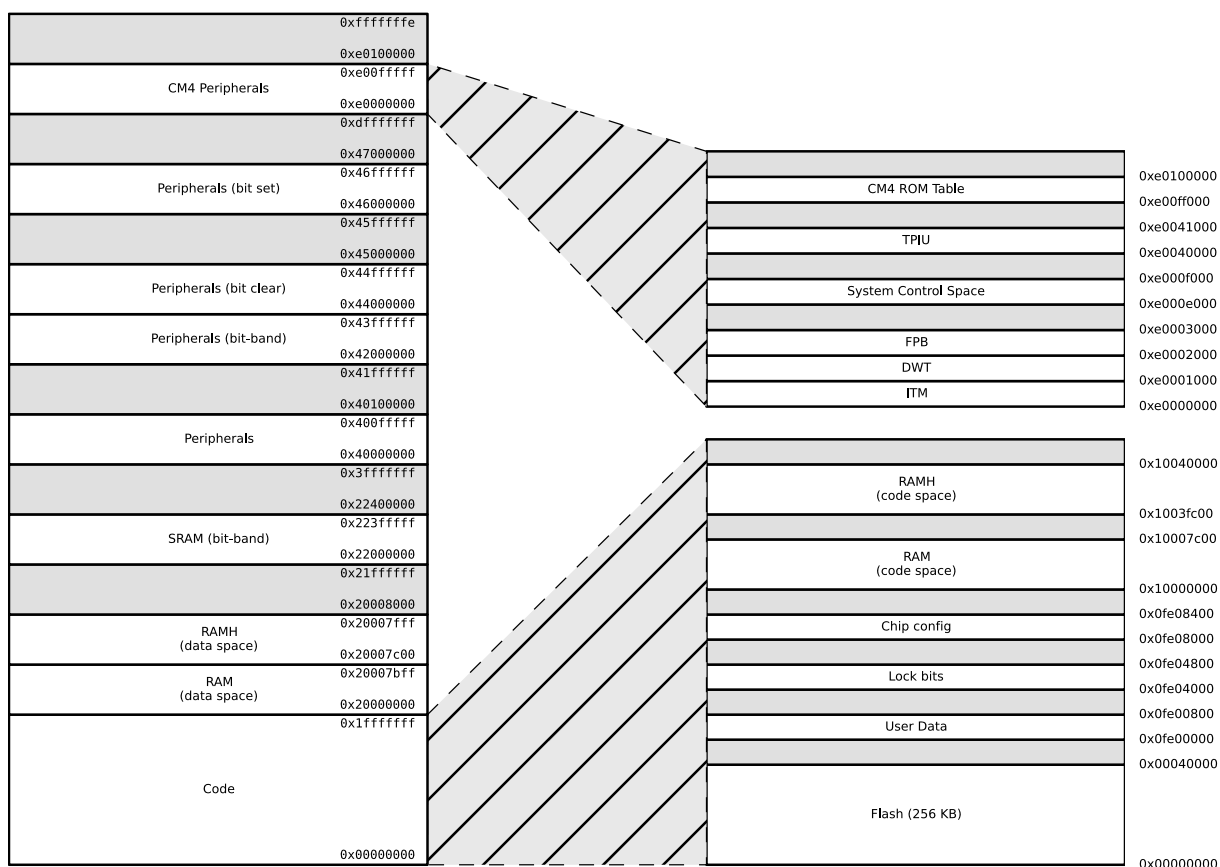 0xfffffffe
0xe0100000
0xe00fffff
CM4 Peripherals
0xe0000000
0xdfffffff
0x47000000
0x46ffffff
Peripherals (bit set)
0x46000000
0x45ffffff
0x45000000
0x44ffffff
Peripherals (bit clear)
0x44000000
0x43ffffff
Peripherals (bit-band)
0x42000000
0x41ffffff
0x40100000
0x400fffff
Peripherals
0x40000000
0x3fffffff
0x22400000
0x223fffff
SRAM (bit-band)
0x22000000
0x21ffffff
0x20008000
0x20007fff
RAMH
(data space)
0x20007c00
0x20007bff
RAM
(data space)
0x20000000
0x1fffffff
Code
0x00000000
0xe0100000
CM4 ROM Table
0xe00ff000
0xe0041000
TPIU
0xe0040000
0xe000f000
System Control Space
0xe000e000
0xe0003000
FPB
0xe0002000
DWT
0xe0001000
ITM
0xe0000000
0x10040000
RAMH
(code space)
0x1003fc00
0x10007c00
RAM
(code space)
0x10000000
0x0fe08400
Chip config
0x0fe08000
0x0fe04800
Lock bits
0x0fe04000
0x0fe00800
User Data
0x0fe00000
0x00040000
Flash (256 KB)
0x00000000